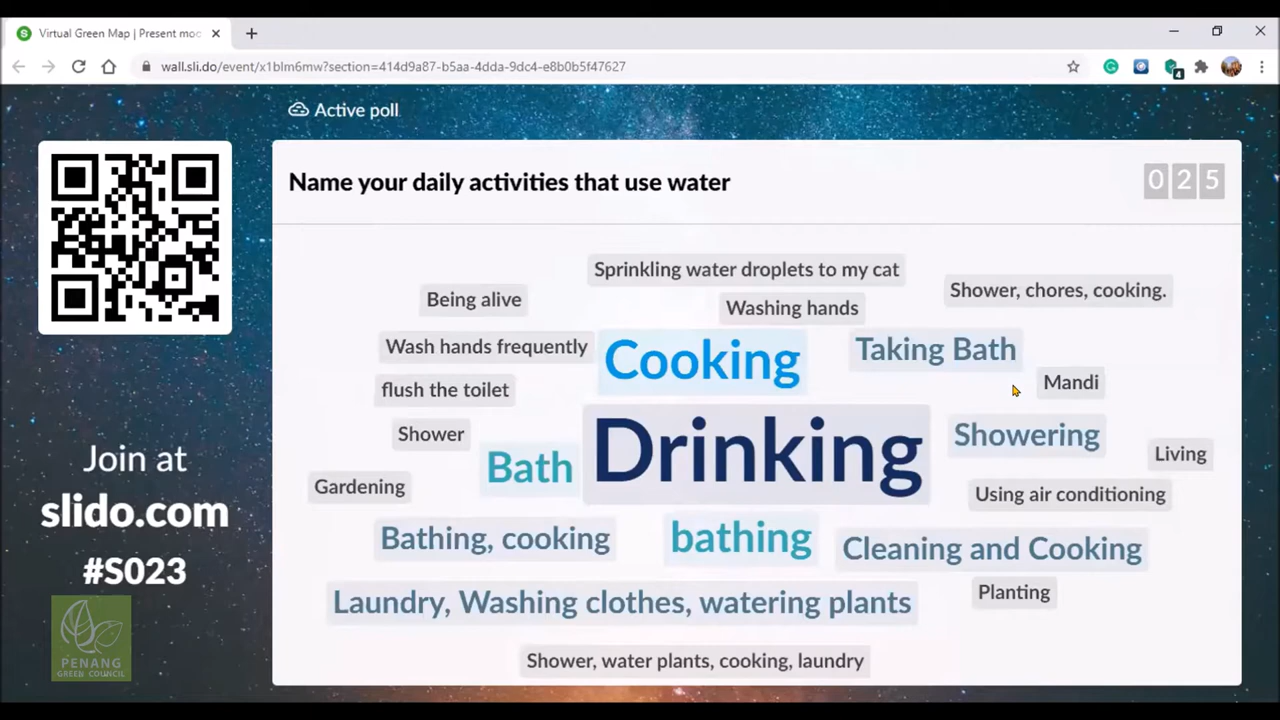 Virtual Green Map | Present mod
wall.sli.do/event/x1blm6mw?section=414d9a87-b5aa-4dda-9dc4-e8b0b5f47627
4
Active poll
Name your daily activities that use water
025
Sprinkling water droplets to my cat
Being alive
Washing hands
Shower, chores, cooking.
Wash hands frequently
Cooking
Taking Bath
flush the toilet
Mandi
Shower
Drinking
Showering
Bath
Living
Gardening
Using air conditioning
Bathing, cooking
bathing
Cleaning and Cooking
Laundry, Washing clothes, watering plants
Planting
Shower, water plants, cooking, laundry
Join at
slido.com
#S023
PENANG
GREEN COUNCIL